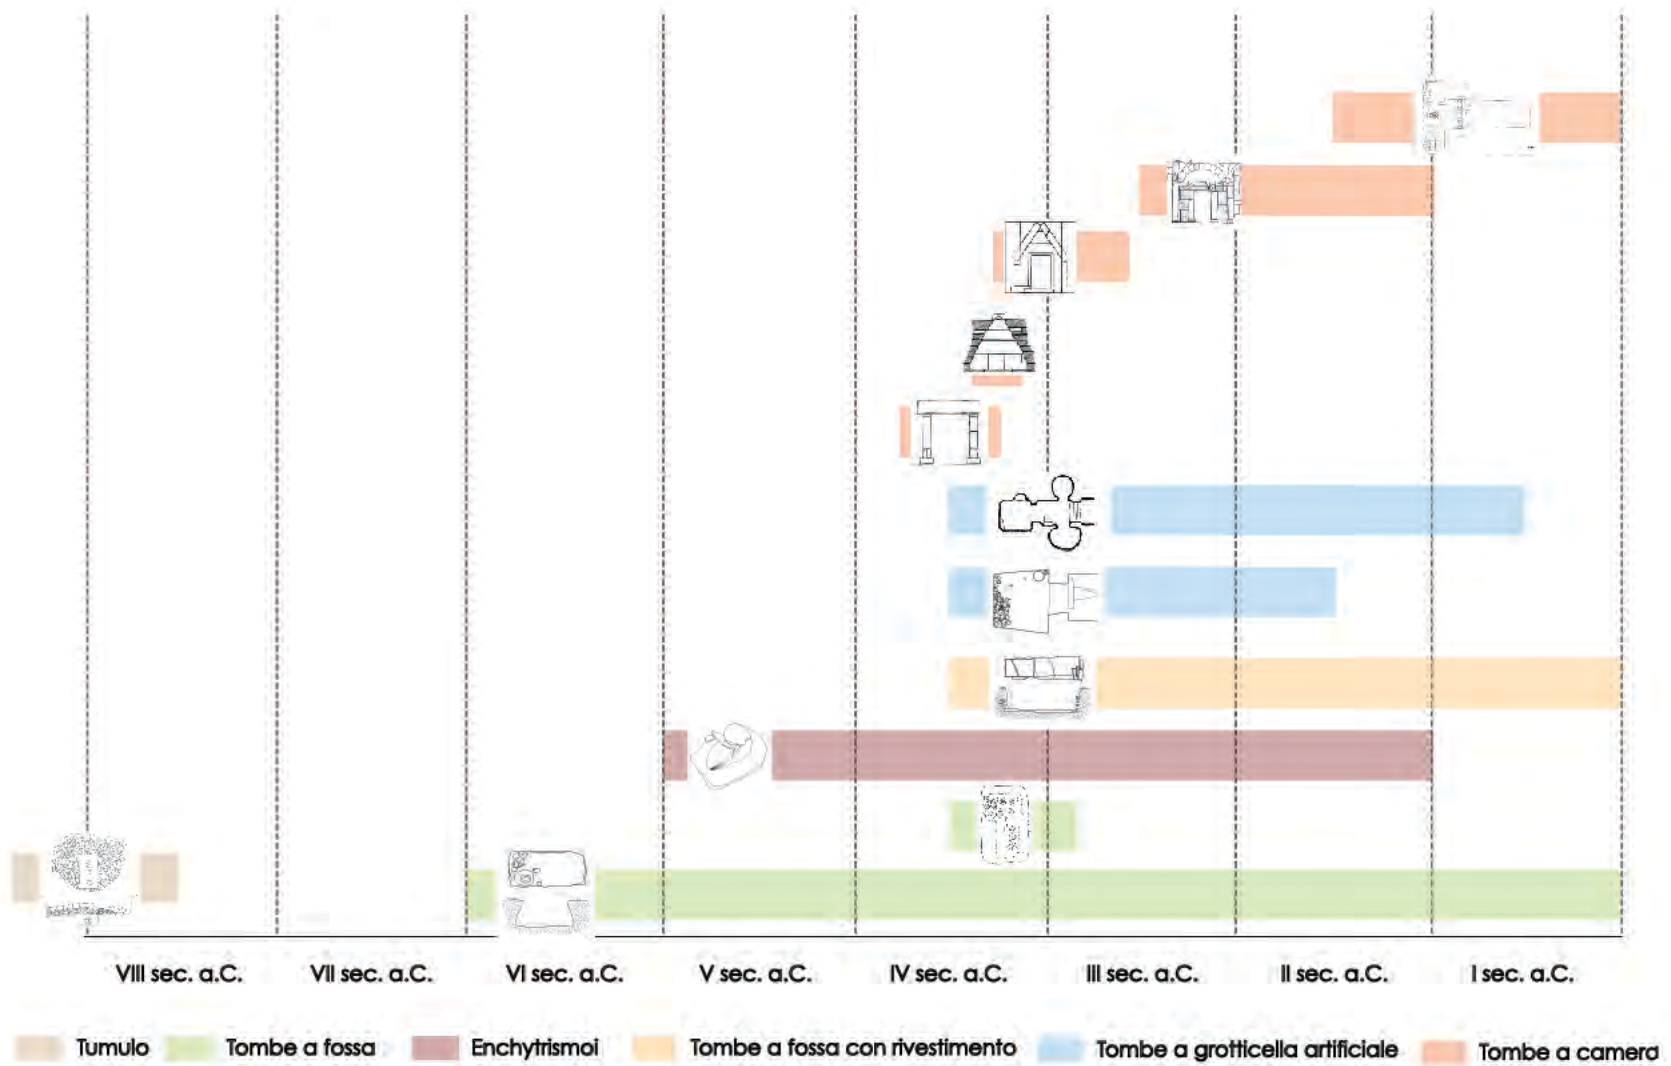 VIII sec. a.C. VII sec. a.C. VI sec. a.C. V sec. a.C. IV sec. a.C. III sec. a.C. II sec. a.C. I sec. a.C.
Tumulo Tombe a fossa Enchytrismoi Tombe a fossa con rivestimento Tombe a grotticella artificiale Tombe a camera